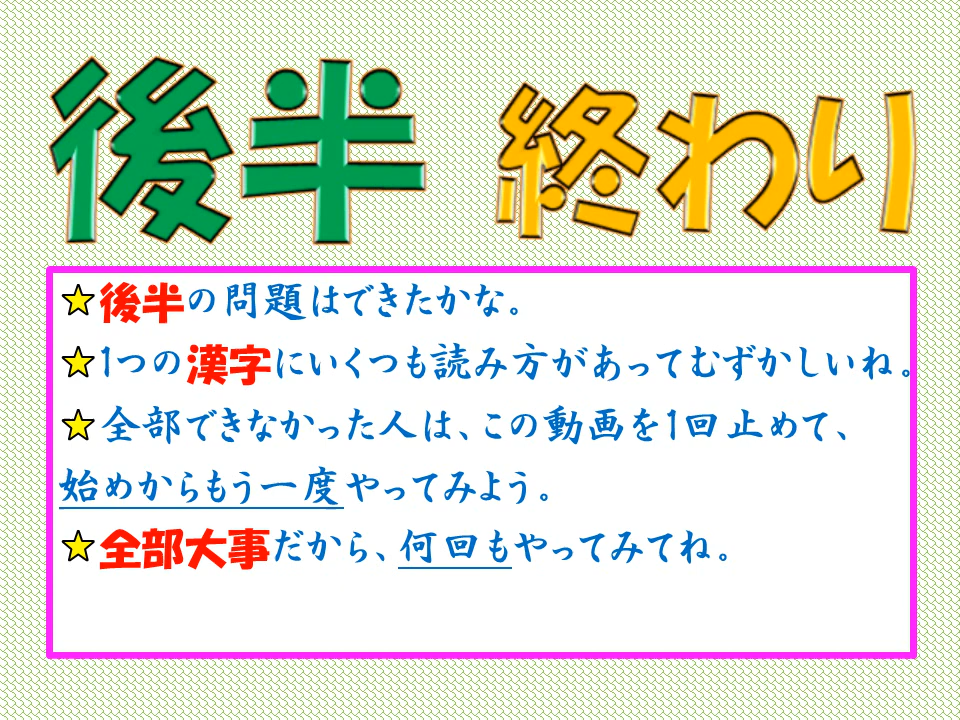 後半 終わり
☆後半の問題はできたかな。
☆1つの漢字にいくつも読み方があってむずかしいね。
☆全部できなかった人は、この動画を1回止めて、
始めからもう一度やってみよう。
☆全部大事だから、何回もやってみてね。